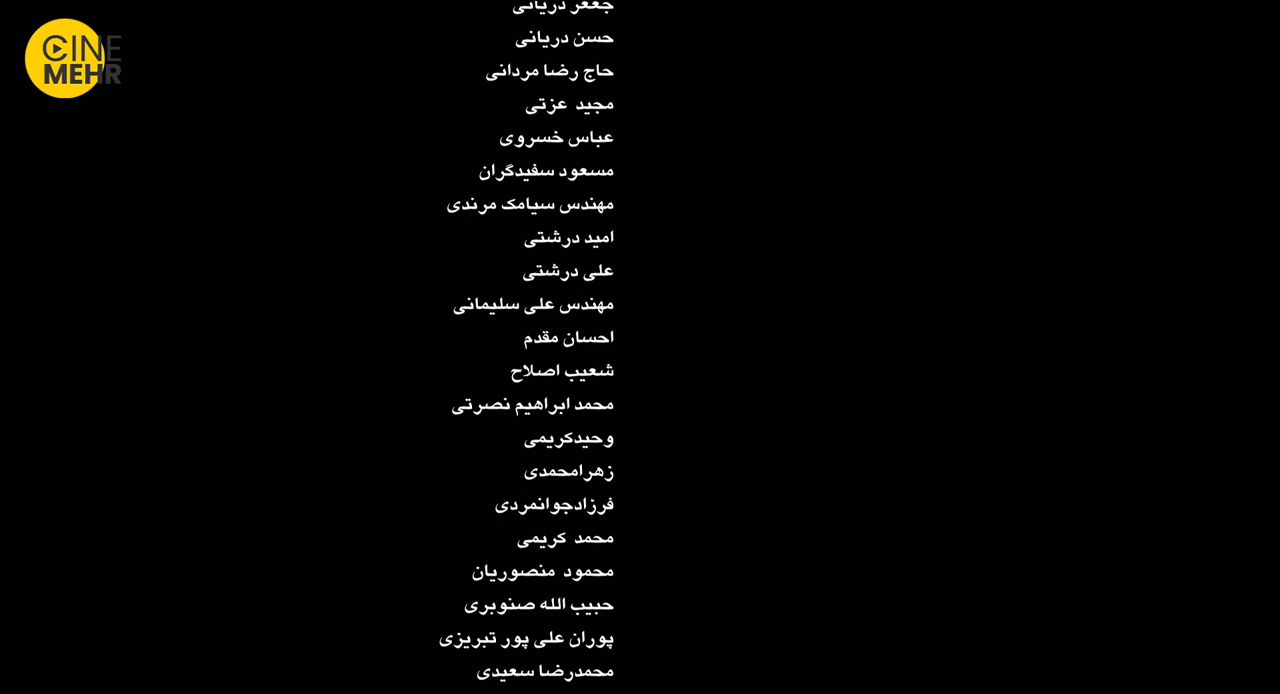 CINE
MEHR
جعفر دریانی
حسن دریانی
حاج رضا مردانی
مجید عزتی
عباس خسروی
مسعود سفیدگران
مهندس سیامک مرندی
امید درشتی
علی درشتی
مهندس علی سلیمانی
احسان مقدم
شعیب اصلاح
محمد ابراهیم نصرتی
وحیدکریمی
زهرامحمدی
فرزادجوانمردی
محمد کریمی
محمود منصوریان
حبیب الله صنوبری
پوران علی پور تبریزی
محمدرضا سعیدی